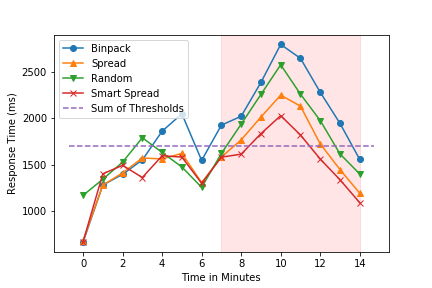 Binpack
Spread
Random
Smart Spread
Sum of Thresholds
2500
2000
1500
1000
Response Time (ms)
0 2 4 6 8 10 12 14
Time in Minutes